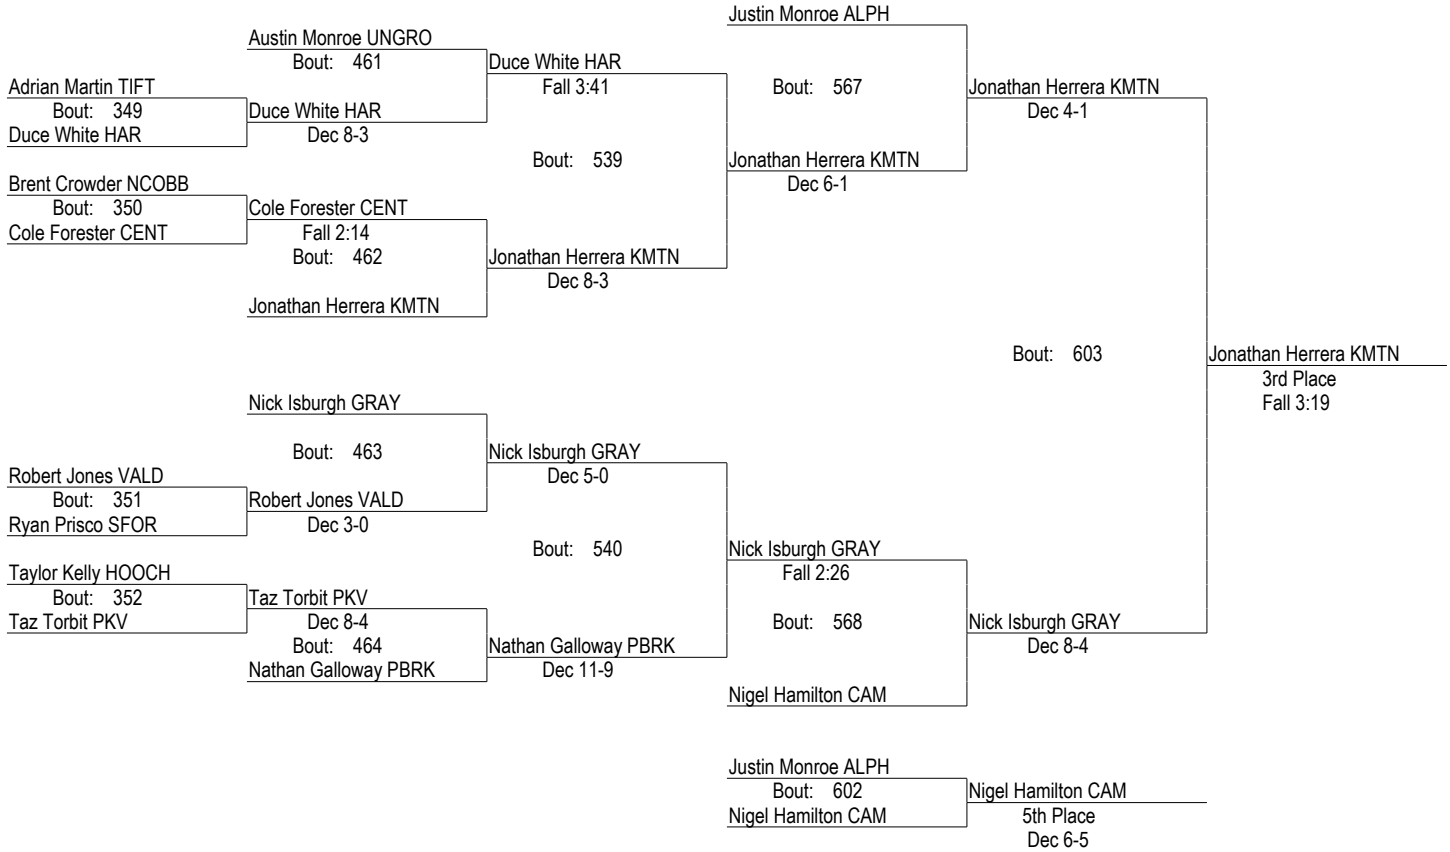 Justin Monroe ALPH
Austin Monroe UNGRO
Bout: 461
Duce White HAR
Fall 3:41
Adrian Martin TIFT
Bout: 349
Duce White HAR
Duce White HAR
Dec 8-3
Bout: 567
Jonathan Herrera KMTN
Dec 4-1
Bout: 539
Jonathan Herrera KMTN
Dec 6-1
Brent Crowder NCOBB
Bout: 350
Cole Forester CENT
Cole Forester CENT
Fall 2:14
Bout: 462
Jonathan Herrera KMTN
Dec 8-3
Jonathan Herrera KMTN
Bout: 603
Jonathan Herrera KMTN
3rd Place
Fall 3:19
Nick Isburgh GRAY
Bout: 463
Nick Isburgh GRAY
Dec 5-0
Robert Jones VALD
Bout: 351
Ryan Prisco SFOR
Robert Jones VALD
Dec 3-0
Bout: 540
Nick Isburgh GRAY
Fall 2:26
Taylor Kelly HOOCH
Bout: 352
Taz Torbit PKV
Taz Torbit PKV
Dec 8-4
Bout: 464
Nathan Galloway PBRK
Nathan Galloway PBRK
Dec 11-9
Bout: 568
Nick Isburgh GRAY
Dec 8-4
Nigel Hamilton CAM
Justin Monroe ALPH
Bout: 602
Nigel Hamilton CAM
Nigel Hamilton CAM
5th Place
Dec 6-5